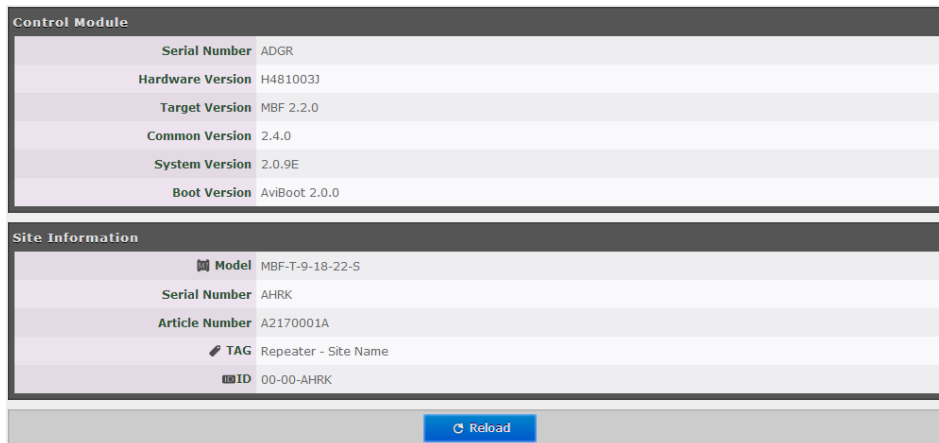 Control Module
Serial Number ADGR
Hardware Version H481003J
Target Version MBF 2.2.0
Common Version 2.4.0
System Version 2.0.9E
Boot Version AviBoot 2.0.0
Site Information
Model MBF-T-9-18-22-S
Serial Number AHRK
Article Number A2170001A
TAG Repeater - Site Name
ID 00-00-AHRK
Reload